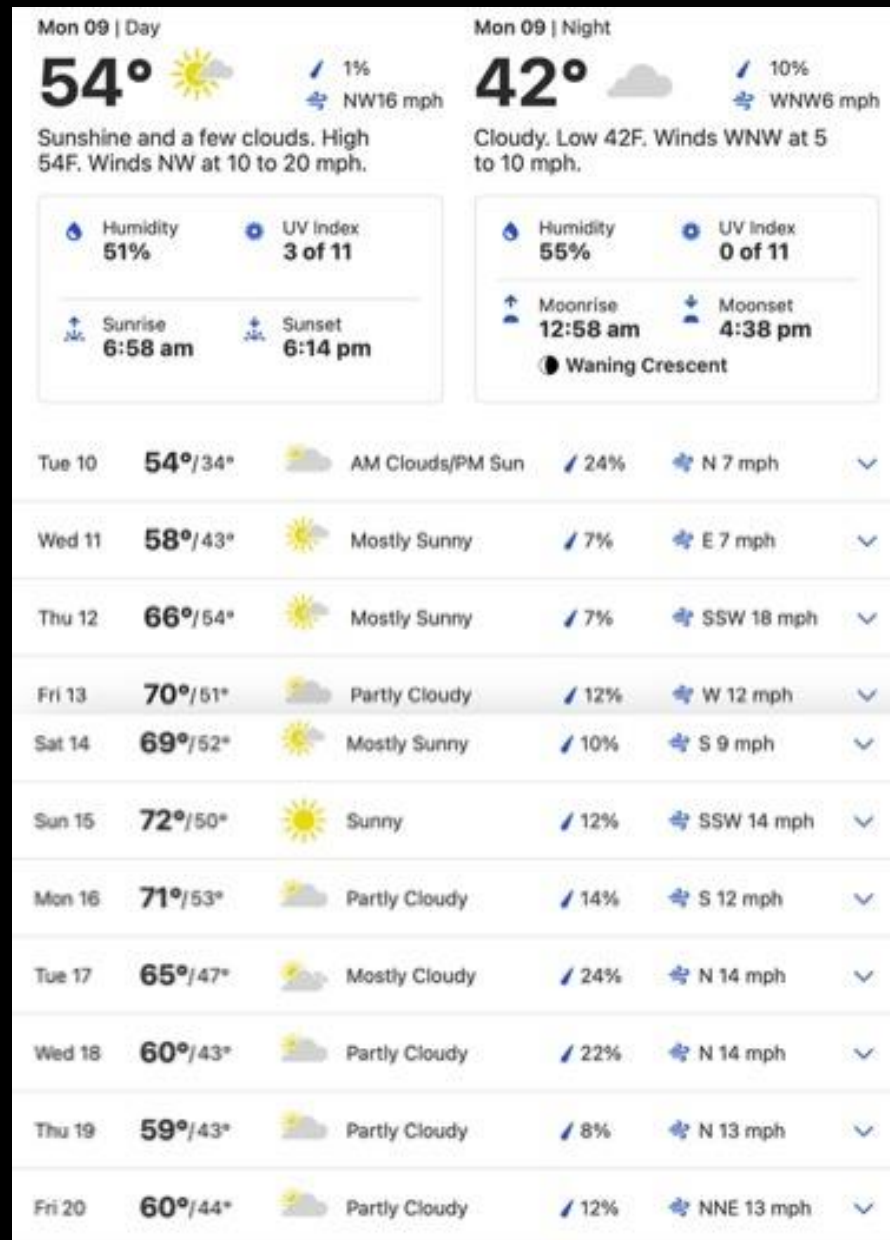 Mon 09 | Day
54°
1%
NW16 mph
Sunshine and a few clouds. High
54F. Winds NW at 10 to 20 mph.
Humidity
51%
UV Index
3 of 11
Sunrise
6:58 am
Sunset
6:14 pm
Mon 09 | Night
42°
10%
WNW6 mph
Cloudy. Low 42F. Winds WNW at 5
to 10 mph.
Humidity
55%
UV Index
0 of 11
Moonrise
12:58 am
Moonset
4:38 pm
Waning Crescent
Tue 10 54°/34° AM Clouds/PM Sun 24% N 7 mph
Wed 11 58°/43° Mostly Sunny 7% E 7 mph
Thu 12 66°/54° Mostly Sunny 7% SSW 18 mph
Fri 13 70°/51° Partly Cloudy 12% W 12 mph
Sat 14 69°/52° Mostly Sunny 10% S 9 mph
Sun 15 72°/50° Sunny 12% SSW 14 mph
Mon 16 71°/53° Partly Cloudy 14% S 12 mph
Tue 17 65°/47° Mostly Cloudy 24% N 14 mph
Wed 18 60°/43° Partly Cloudy 22% N 14 mph
Thu 19 59°/43° Partly Cloudy 8% N 13 mph
Fri 20 60°/44° Partly Cloudy 12% NNE 13 mph